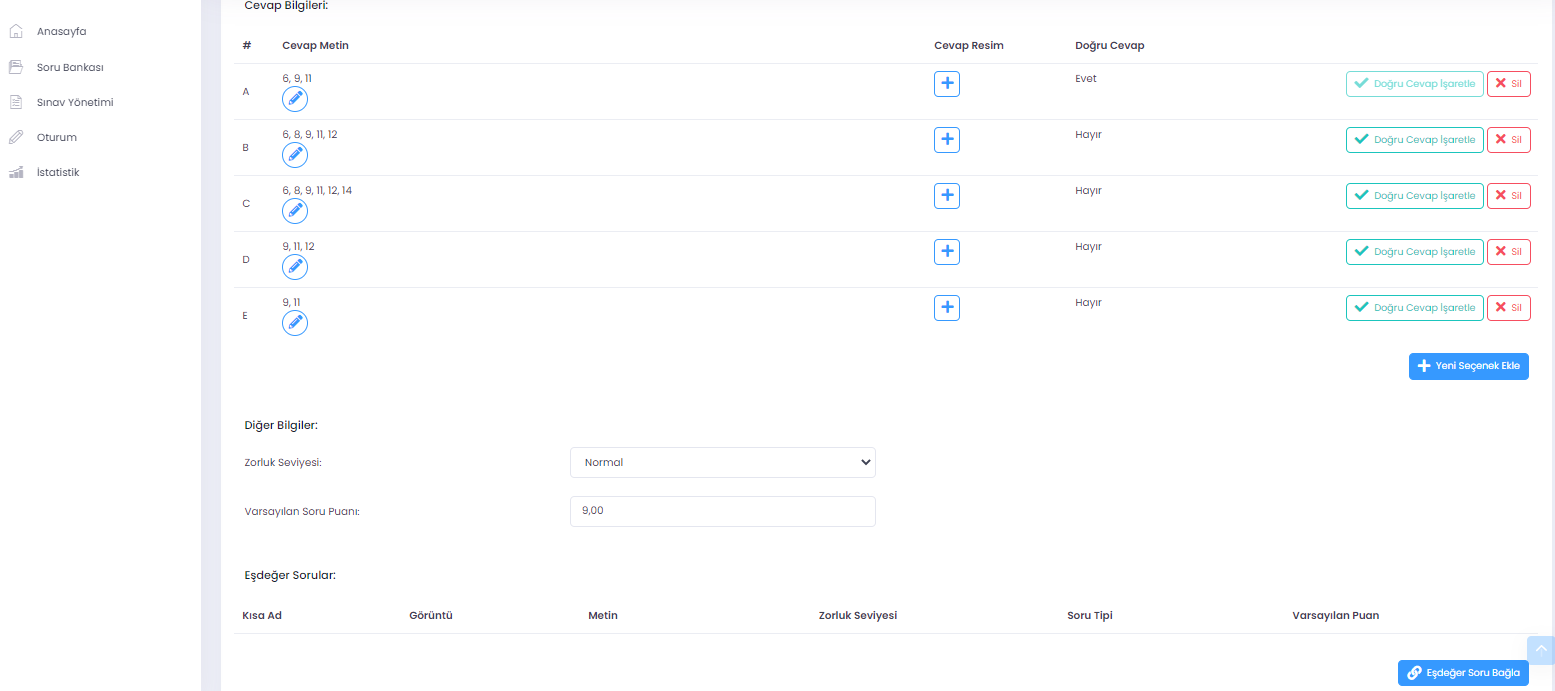 Anasayfa
Soru Bankası
Sınav Yönetimi
Oturum
İstatistik
Cevap Bilgileri:
# Cevap Metin Cevap Resim Doğru Cevap
A 6, 9, 11 Evet Doğru Cevap İşaretle Sil
B 6, 8, 9, 11, 12 Hayır Doğru Cevap İşaretle Sil
C 6, 8, 9, 11, 12, 14 Hayır Doğru Cevap İşaretle Sil
D 9, 11, 12 Hayır Doğru Cevap İşaretle Sil
E 9, 11 Hayır Doğru Cevap İşaretle Sil
Yeni Seçenek Ekle
Diğer Bilgiler:
Zorluk Seviyesi: Normal
Varsayılan Soru Puanı: 9,00
Eşdeğer Sorular:
Kısa Ad Görüntü Metin Zorluk Seviyesi Soru Tipi Varsayılan Puan
Eşdeğer Soru Bağla